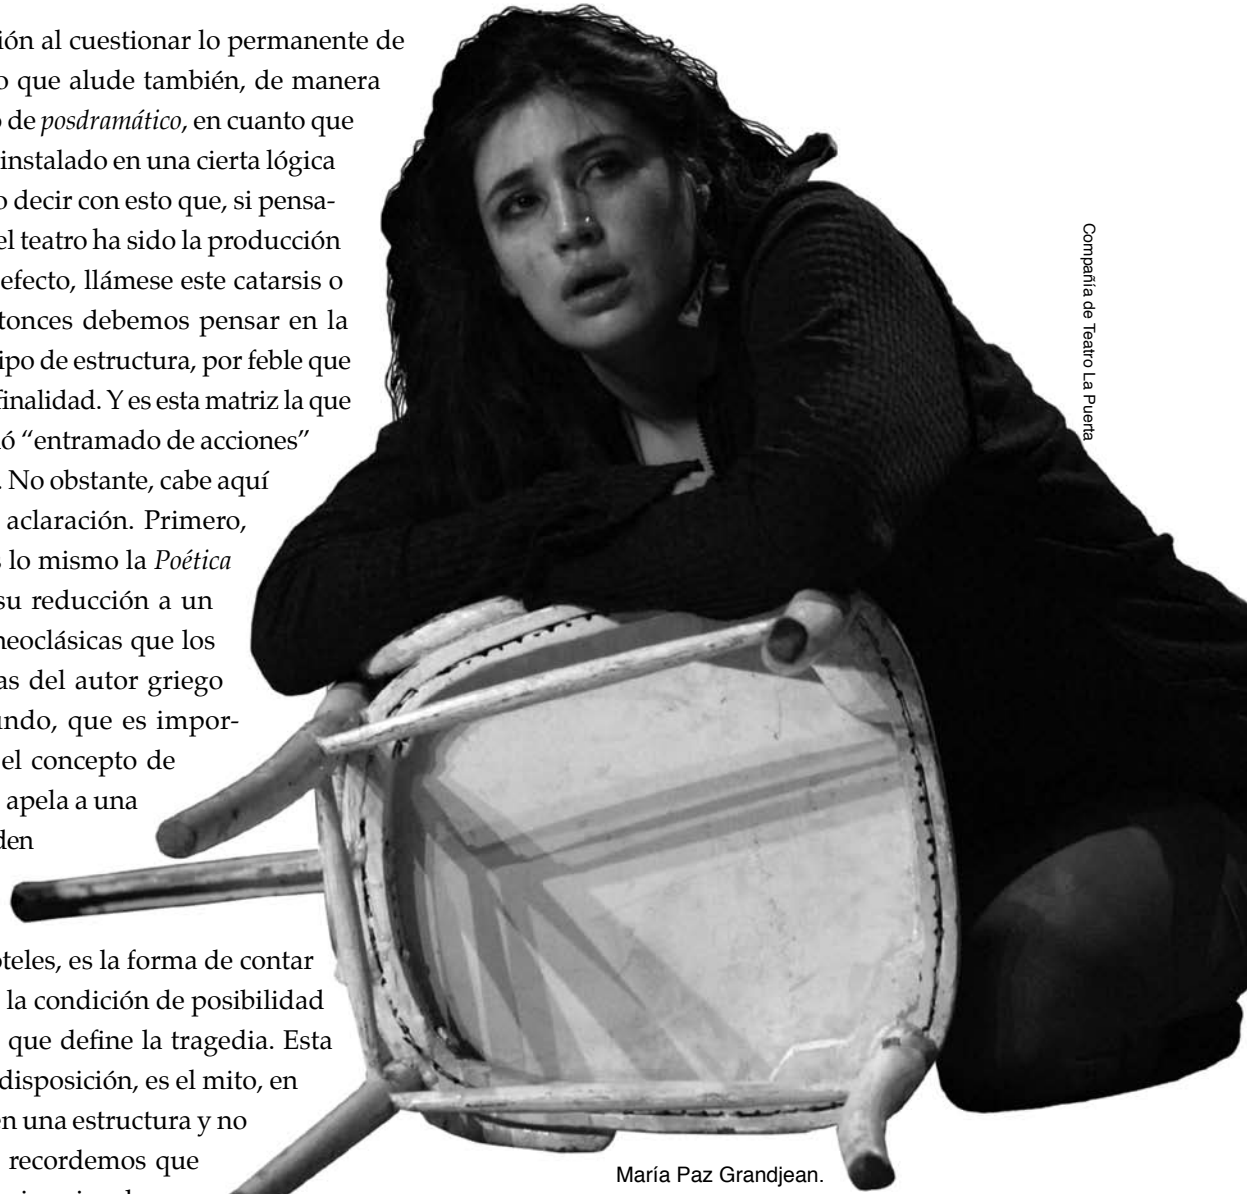 ión al cuestionar lo permanente de
o que alude también, de manera
o de posdramático, en cuanto que
instalado en una cierta lógica
o decir con esto que, si pensa-
el teatro ha sido la producción
efecto, llámese este catarsis o
tonces debemos pensar en la
ipo de estructura, por feble que
finalidad. Y es esta matriz la que
ó “entramado de acciones”
. No obstante, cabe aquí
aclaración. Primero,
s lo mismo la Poética
su reducción a un
neoclásicas que los
as del autor griego
undo, que es impor-
el concepto de
apela a una
den
oteles, es la forma de contar
la condición de posibilidad
que define la tragedia. Esta
disposición, es el mito, en
en una estructura y no
recordemos que
Compañía de Teatro La Puerta
María Paz Grandjean.